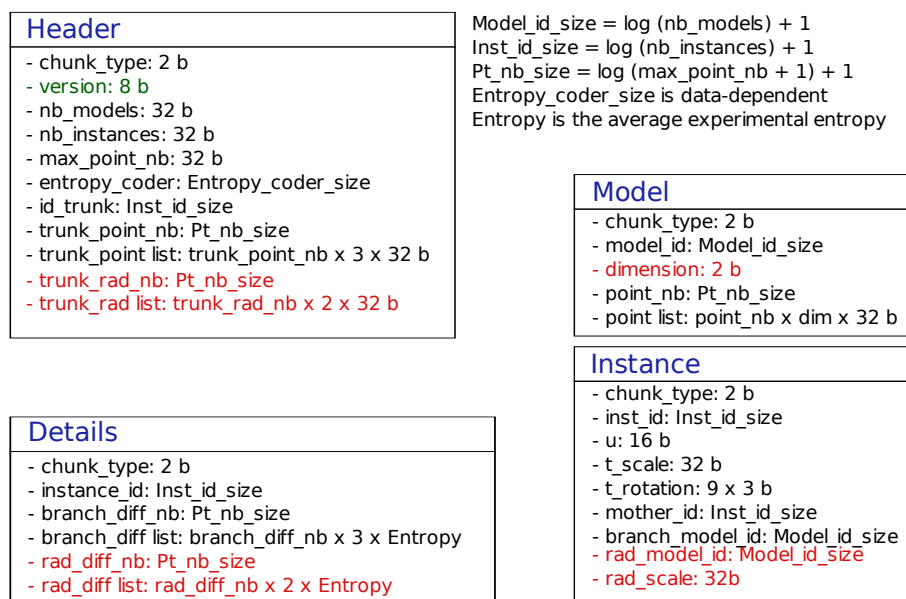 Header
- chunk_type: 2 b
- version: 8 b
- nb_models: 32 b
- nb_instances: 32 b
- max_point_nb: 32 b
- entropy_coder: Entropy_coder_size
- id_trunk: Inst_id_size
- trunk_point_nb: Pt_nb_size
- trunk_point list: trunk_point_nb x 3 x 32 b
- trunk_rad_nb: Pt_nb_size
- trunk_rad list: trunk_rad_nb x 2 x 32 b
Model_id_size = log (nb_models) + 1
Inst_id_size = log (nb_instances) + 1
Pt_nb_size = log (max_point_nb + 1) + 1
Entropy_coder_size is data-dependent
Entropy is the average experimental entropy
Model
- chunk_type: 2 b
- model_id: Model_id_size
- dimension: 2 b
- point_nb: Pt_nb_size
- point list: point_nb x dim x 32 b
Instance
- chunk_type: 2 b
- inst_id: Inst_id_size
- u: 16 b
- t_scale: 32 b
- t_rotation: 9 x 3 b
- mother_id: Inst_id_size
- branch_model_id: Model_id_size
- rad_model_id: Model_id_size
- rad_scale: 32b
Details
- chunk_type: 2 b
- instance_id: Inst_id_size
- branch_diff_nb: Pt_nb_size
- branch_diff list: branch_diff_nb x 3 x Entropy
- rad_diff_nb: Pt_nb_size
- rad_diff list: rad_diff_nb x 2 x Entropy